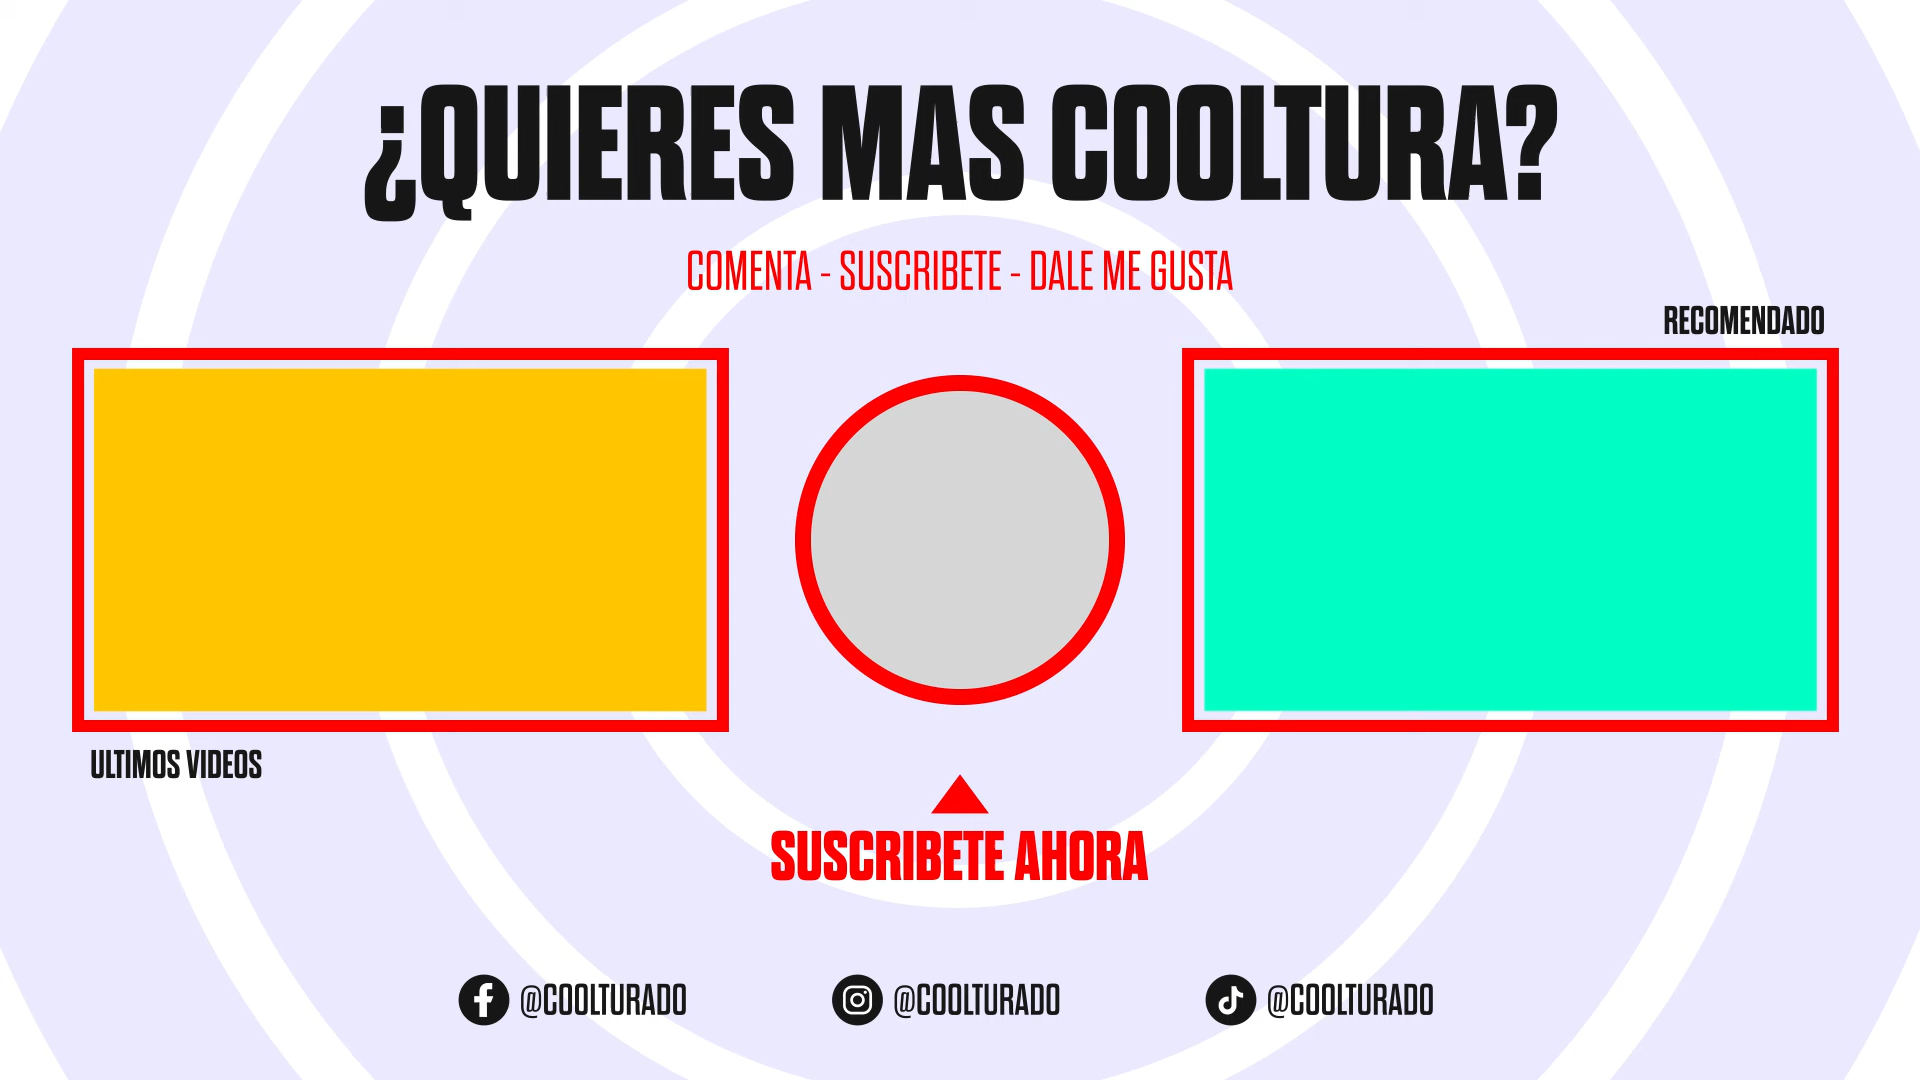 ¿QUIERES MAS COOLTURA?
COMENTA - SUSCRIBETE - DALE ME GUSTA
RECOMENDADO
ULTIMOS VIDEOS
SUSCRIBETE AHORA
@COOLTURADO
@COOLTURADO
@COOLTURADO